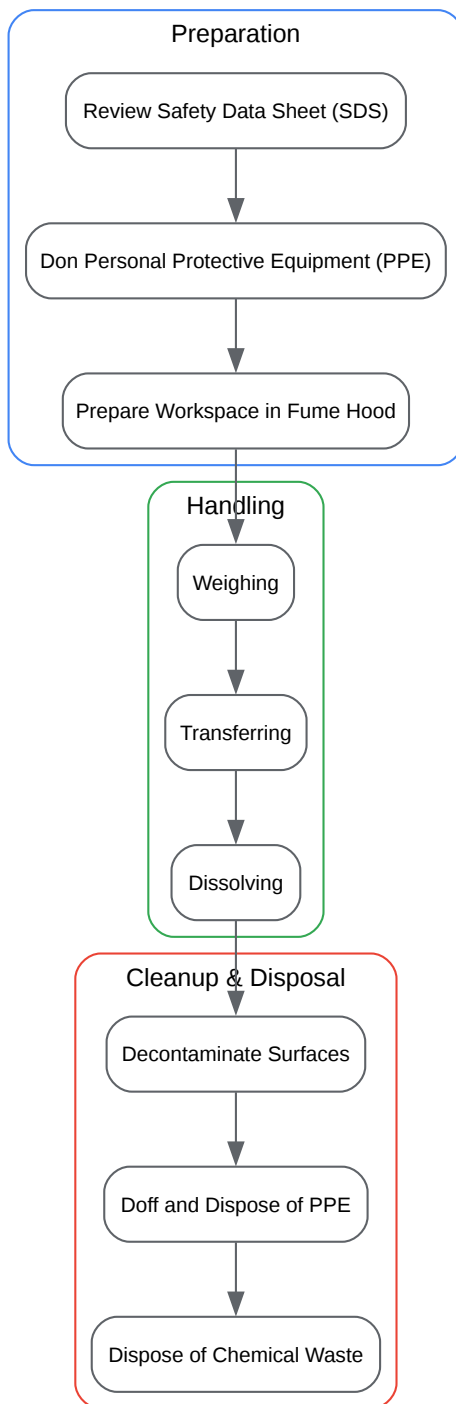 Preparation
Review Safety Data Sheet (SDS)
Don Personal Protective Equipment (PPE)
Prepare Workspace in Fume Hood
Handling
Weighing
Transferring
Dissolving
Cleanup & Disposal
Decontaminate Surfaces
Doff and Dispose of PPE
Dispose of Chemical Waste